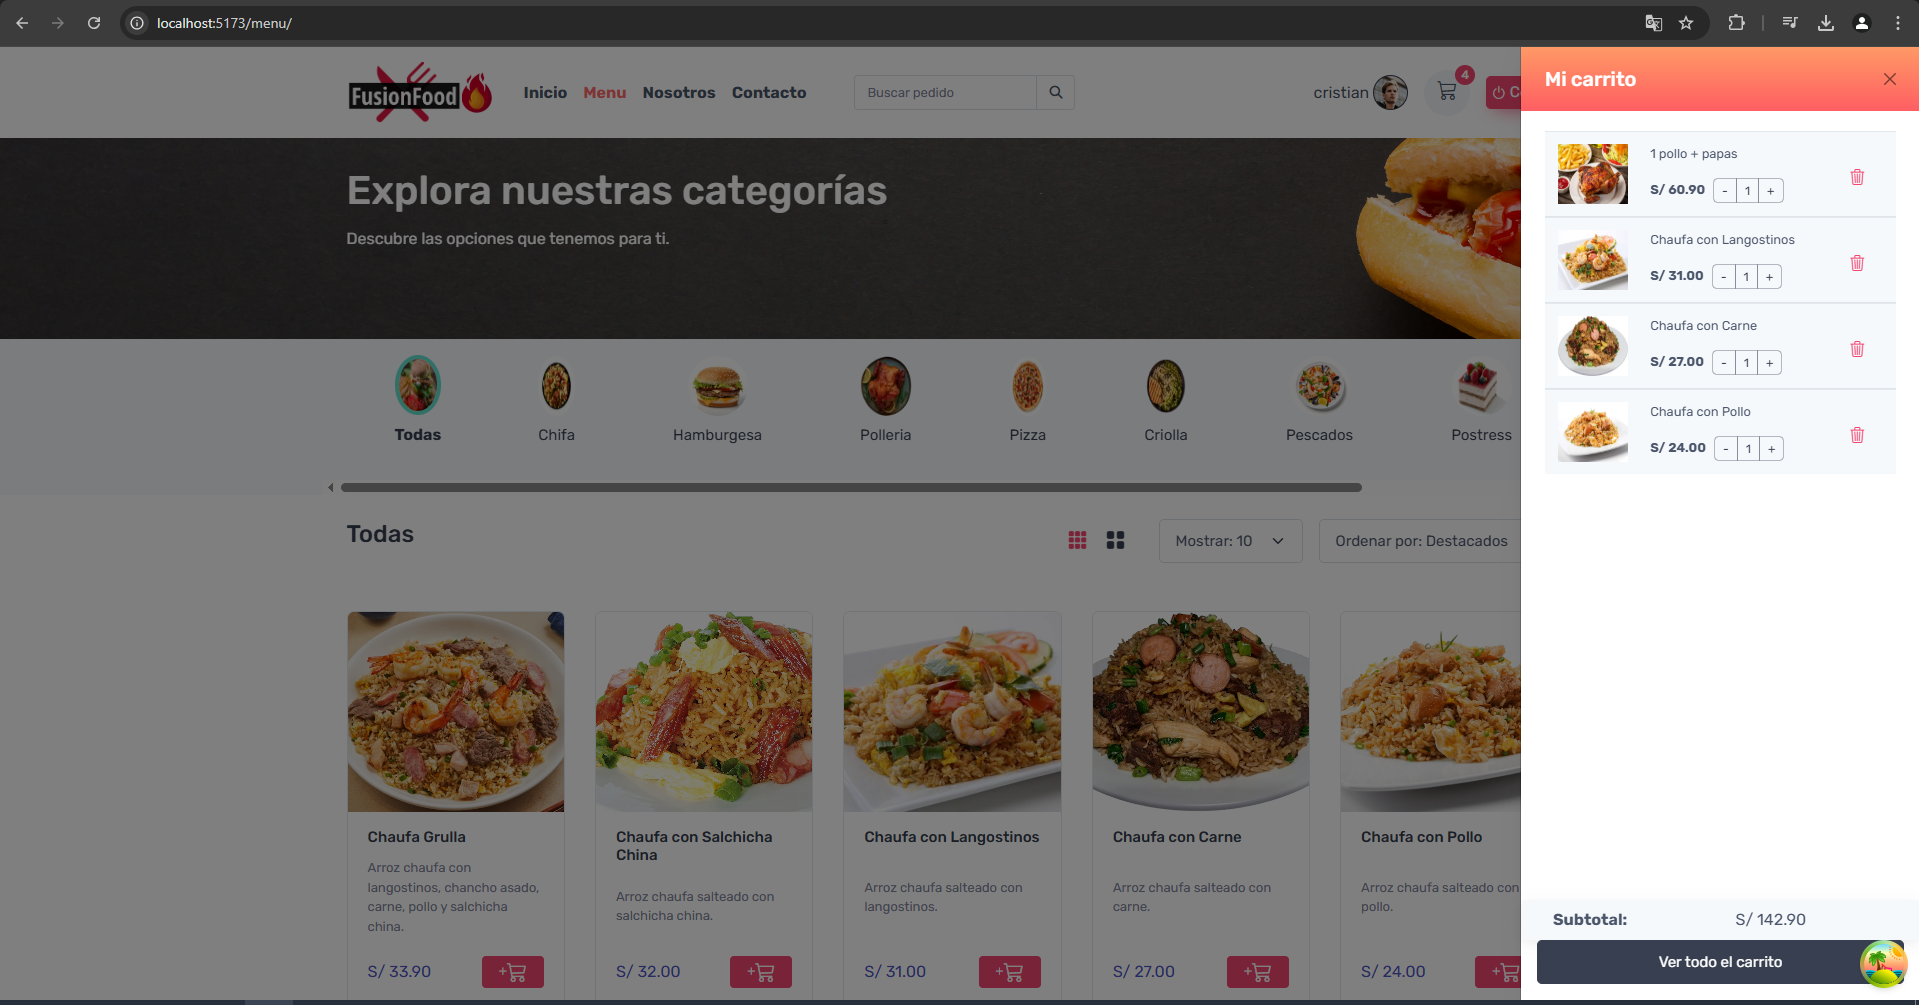 localhost:5173/menu/
FusionFood
Inicio
Menu
Nosotros
Contacto
Buscar pedido
cristian
4
Explora nuestras categorías
Descubre las opciones que tenemos para ti.
Todas
Chifa
Hamburgesa
Polleria
Pizza
Criolla
Pescados
Postress
Todas
Mostrar: 10
Ordenar por: Destacados
Chaufa Grulla
Arroz chaufa con
langostinos, chancho asado,
carne, pollo y salchicha
china.
S/ 33.90
+
Chaufa con Salchicha
China
Arroz chaufa salteado con
salchicha china.
S/ 32.00
+
Chaufa con Langostinos
Arroz chaufa salteado con
langostinos.
S/ 31.00
+
Chaufa con Carne
Arroz chaufa salteado con
carne.
S/ 27.00
+
Chaufa con Pollo
Arroz chaufa salteado con
pollo.
S/ 24.00
+
Mi carrito
1 pollo + papas
S/ 60.90 - 1 +
Chaufa con Langostinos
S/ 31.00 - 1 +
Chaufa con Carne
S/ 27.00 - 1 +
Chaufa con Pollo
S/ 24.00 - 1 +
Subtotal: S/ 142.90
Ver todo el carrito